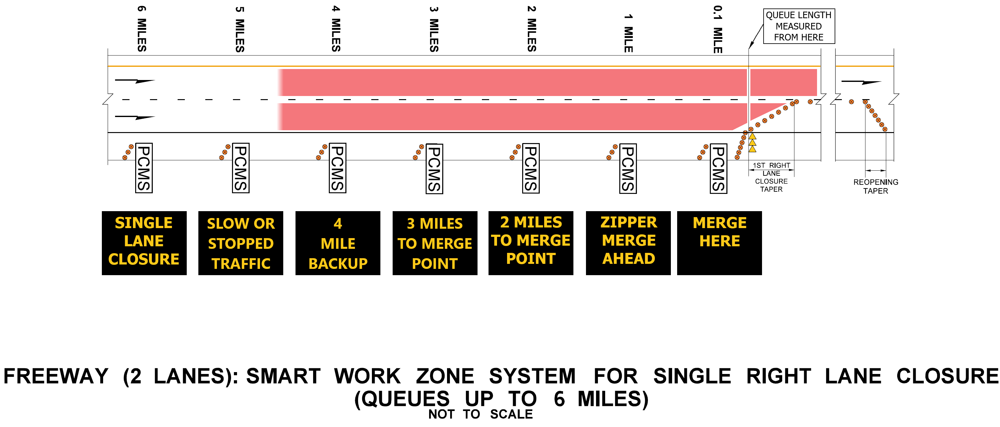 6 MILES
5 MILES
4 MILES
3 MILES
2 MILES
1 MILE
0.1 MILE
QUEUE LENGTH
MEASURED
FROM HERE
PCMS
PCMS
PCMS
PCMS
PCMS
PCMS
PCMS
1ST RIGHT
LANE
CLOSURE
TAPER
REOPENING
TAPER
SINGLE
LANE
CLOSURE
SLOW OR
STOPPED
TRAFFIC
4
MILE
BACKUP
3 MILES
TO MERGE
POINT
2 MILES
TO MERGE
POINT
ZIPPER
MERGE
AHEAD
MERGE
HERE
FREEWAY (2 LANES): SMART WORK ZONE SYSTEM FOR SINGLE RIGHT LANE CLOSURE
(QUEUES UP TO 6 MILES)
NOT TO SCALE